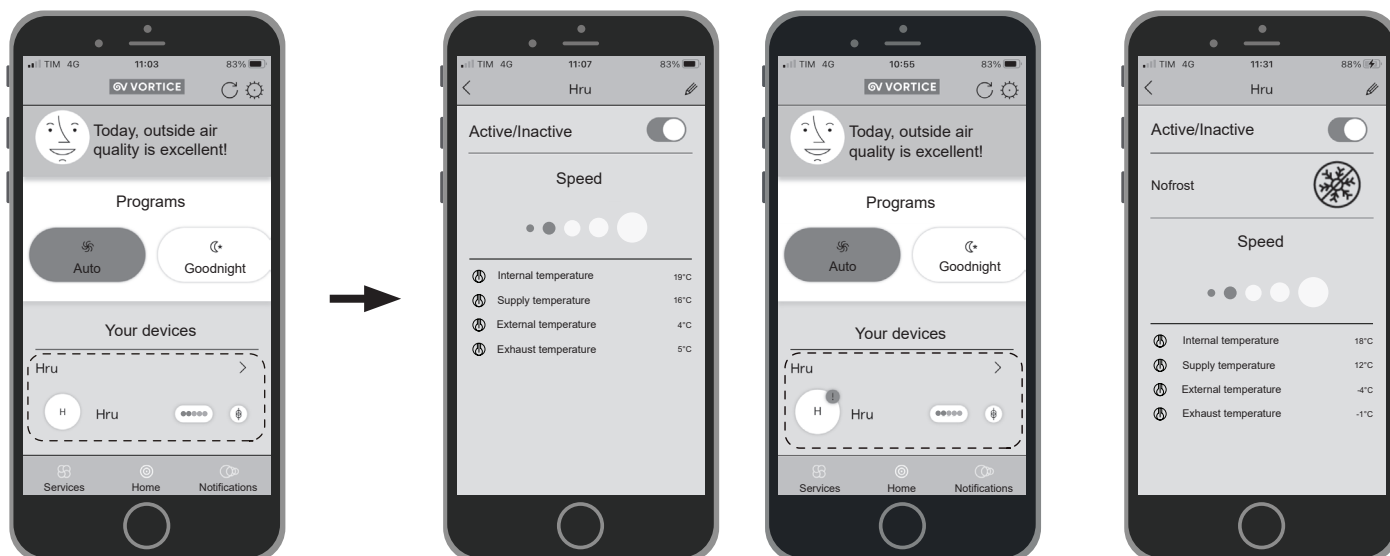 TIM 4G 11:03 83%
VORTICE
Today, outside air
quality is excellent!
Programs
Auto Goodnight
Your devices
Hru
H Hru
Services Home Notifications
TIM 4G 11:07 83%
Hru
Active/Inactive
Speed
Internal temperature 19°C
Supply temperature 16°C
External temperature 4°C
Exhaust temperature 5°C
TIM 4G 10:55 83%
VORTICE
Today, outside air
quality is excellent!
Programs
Auto Goodnight
Your devices
Hru
!
H Hru
Services Home Notifications
TIM 4G 11:31 88%
Hru
Active/Inactive
Nofrost
Speed
Internal temperature 18°C
Supply temperature 12°C
External temperature -4°C
Exhaust temperature -1°C